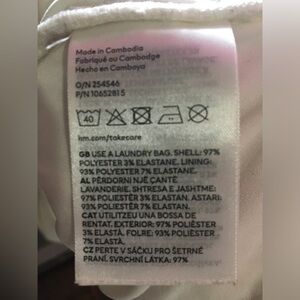 Made in Cambodia
Fabriqué au Cambodge
Hecho en Camboya
O/N 254546
P/N 10652815
40
hm.com/takecare
GB USE A LAUNDRY BAG. SHELL: 97%
POLYESTER 3% ELASTANE. LINING:
93% POLYESTER 7% ELASTANE.
AL PËRDORNI NJË ÇANTË
LAVANDERIE. SHTRESA E JASHTME:
97% POLIESTËR 3% ELASTAN. ASTARI:
93% POLIESTËR 7% ELASTAN.
CAT UTILITZEU UNA BOSSA DE
RENTAT. EXTERIOR: 97% POLIÈSTER
3% ELASTÀ. FOLRE: 93% POLIÈSTER
7% ELASTÀ.
CZ PERTE V SÁČKU PRO ŠETRNÉ
PRANÍ. SVRCHNÍ LÁTKA: 97%